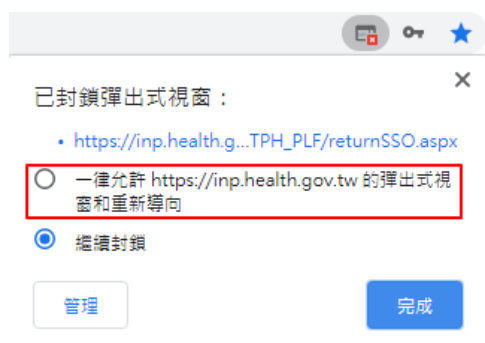 已封鎖彈出式視窗：
• https://inp.health.g...TPH_PLF/returnSSO.aspx
一律允許 https://inp.health.gov.tw 的彈出式視
窗和重新導向
繼續封鎖
管理
完成